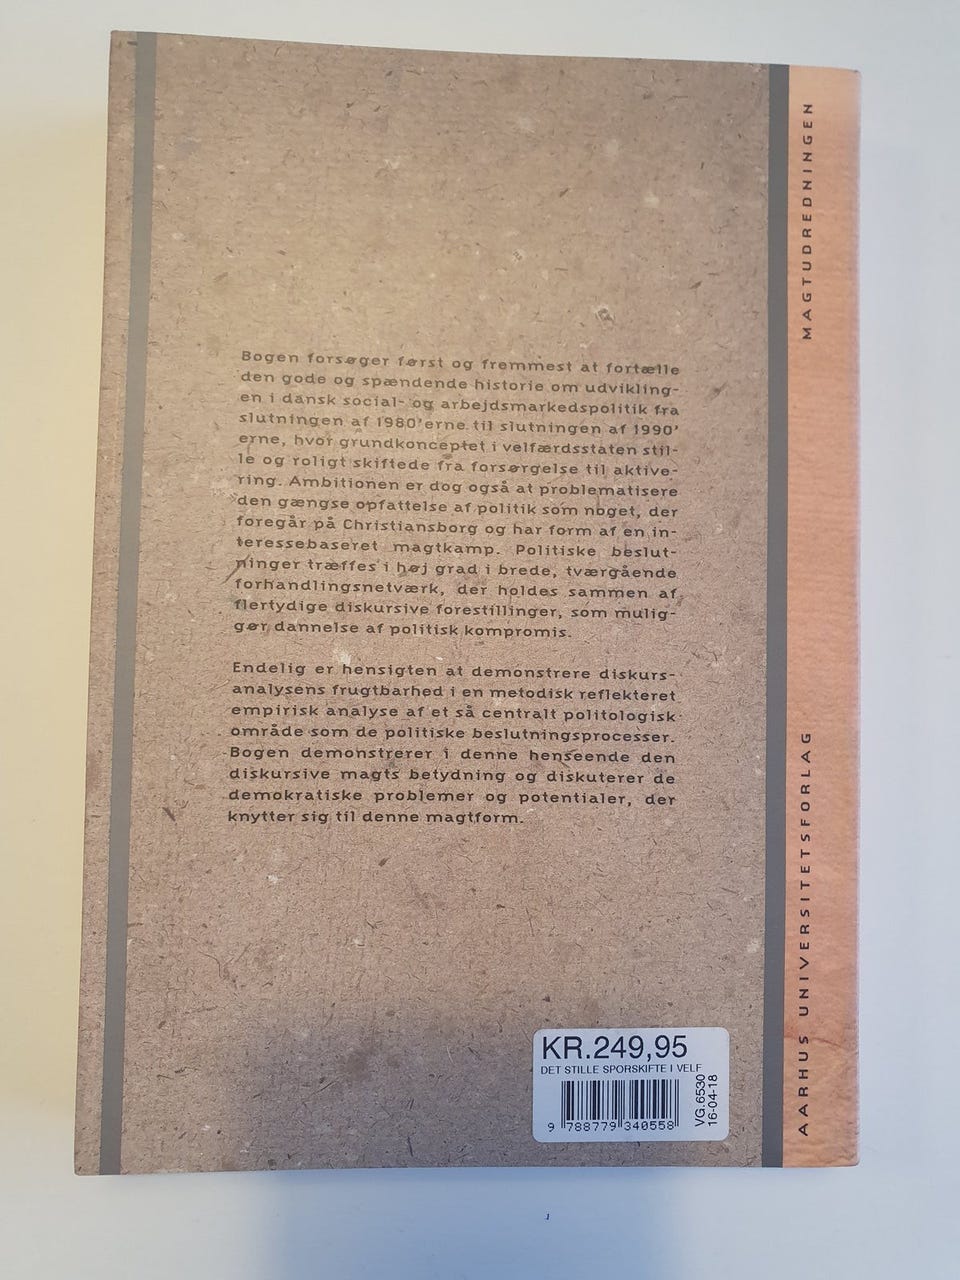 Bogen forsøger først og fremmest at fortælle
den gode og spændende historie om udvikling-
en i dansk social- og arbejdsmarkedspolitik fra
slutningen af 1980'erne til slutningen af 1990'
erne, hvor grundkonceptet i velfærdsstaten stil-
le og roligt skiftede fra forsørgelse til aktive-
ring. Ambitionen er dog også at problematisere
den gængse opfattelse af politik som noget, der
foregår på Christiansborg og har form af en in-
teressebaseret magtkamp. Politiske beslut-
ninger træffes i høj grad i brede, tværgående
forhandlingsnetværk, der holdes sammen af
flertydige diskursive forestillinger, som mulig-
gør dannelse af politisk kompromis.
Endelig er hensigten at demonstrere diskurs-
analysens frugtbarhed i en metodisk reflekteret
empirisk analyse af et så centralt politologisk
område som de politiske beslutningsprocesser.
Bogen demonstrerer i denne henseende den
diskursive magts betydning og diskuterer de
demokratiske problemer og potentialer, der
knytter sig til denne magtform.
KR.249,95
DET STILLE SPORSKIFTE I VELF
9 788779 340558
VG.6530
16-04-18
MAGTUDREDNINGEN
AARHUS UNIVERSITETSFORLAG